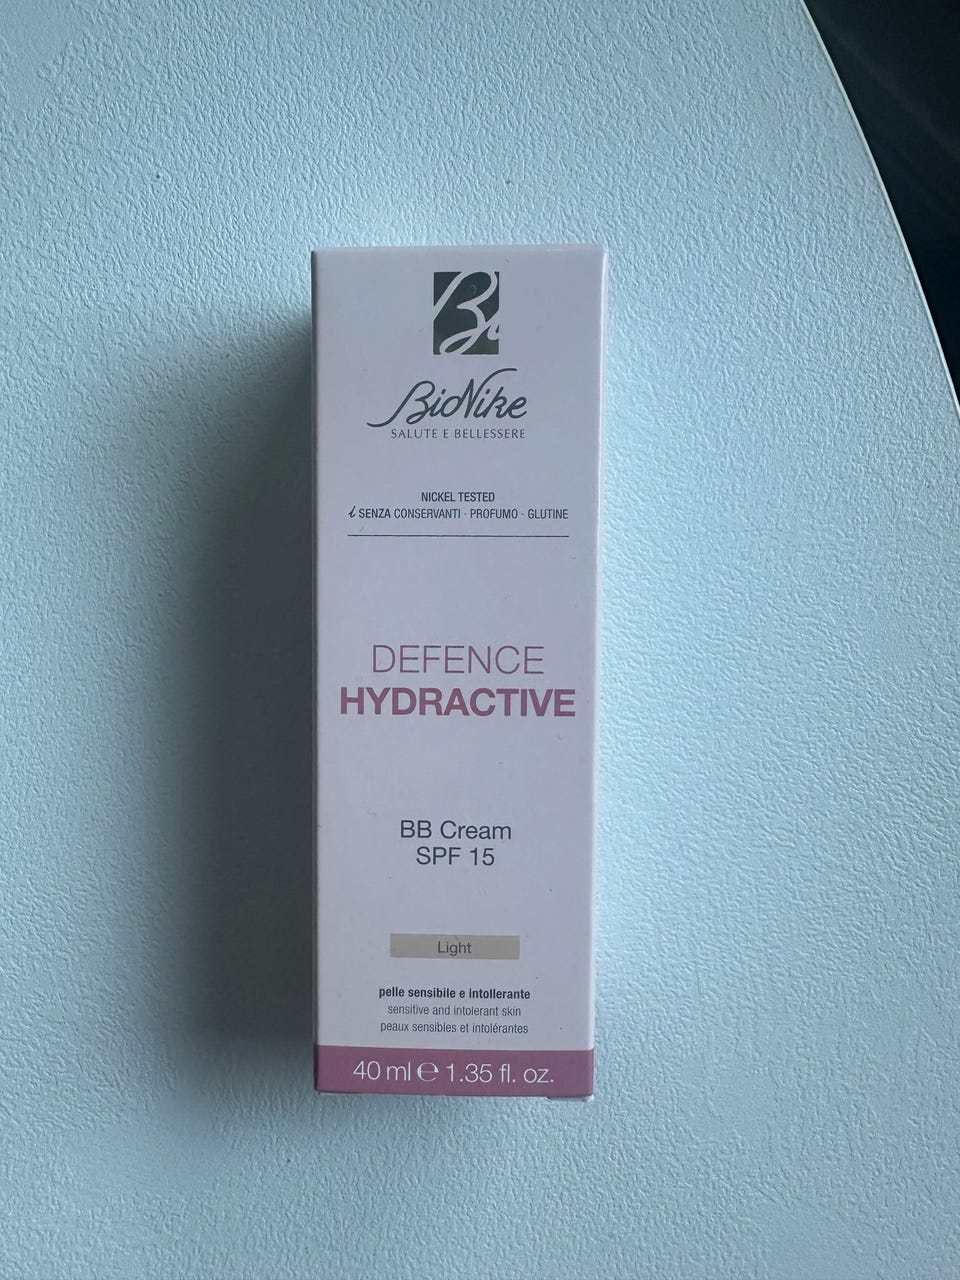 Bi
BioNike
SALUTE E BELLESSERE
NICKEL TESTED
i SENZA CONSERVANTI · PROFUMO · GLUTINE
DEFENCE
HYDRACTIVE
BB Cream
SPF 15
Light
pelle sensibile e intollerante
sensitive and intolerant skin
peaux sensibles et intolérantes
40 ml ℮ 1.35 fl. oz.